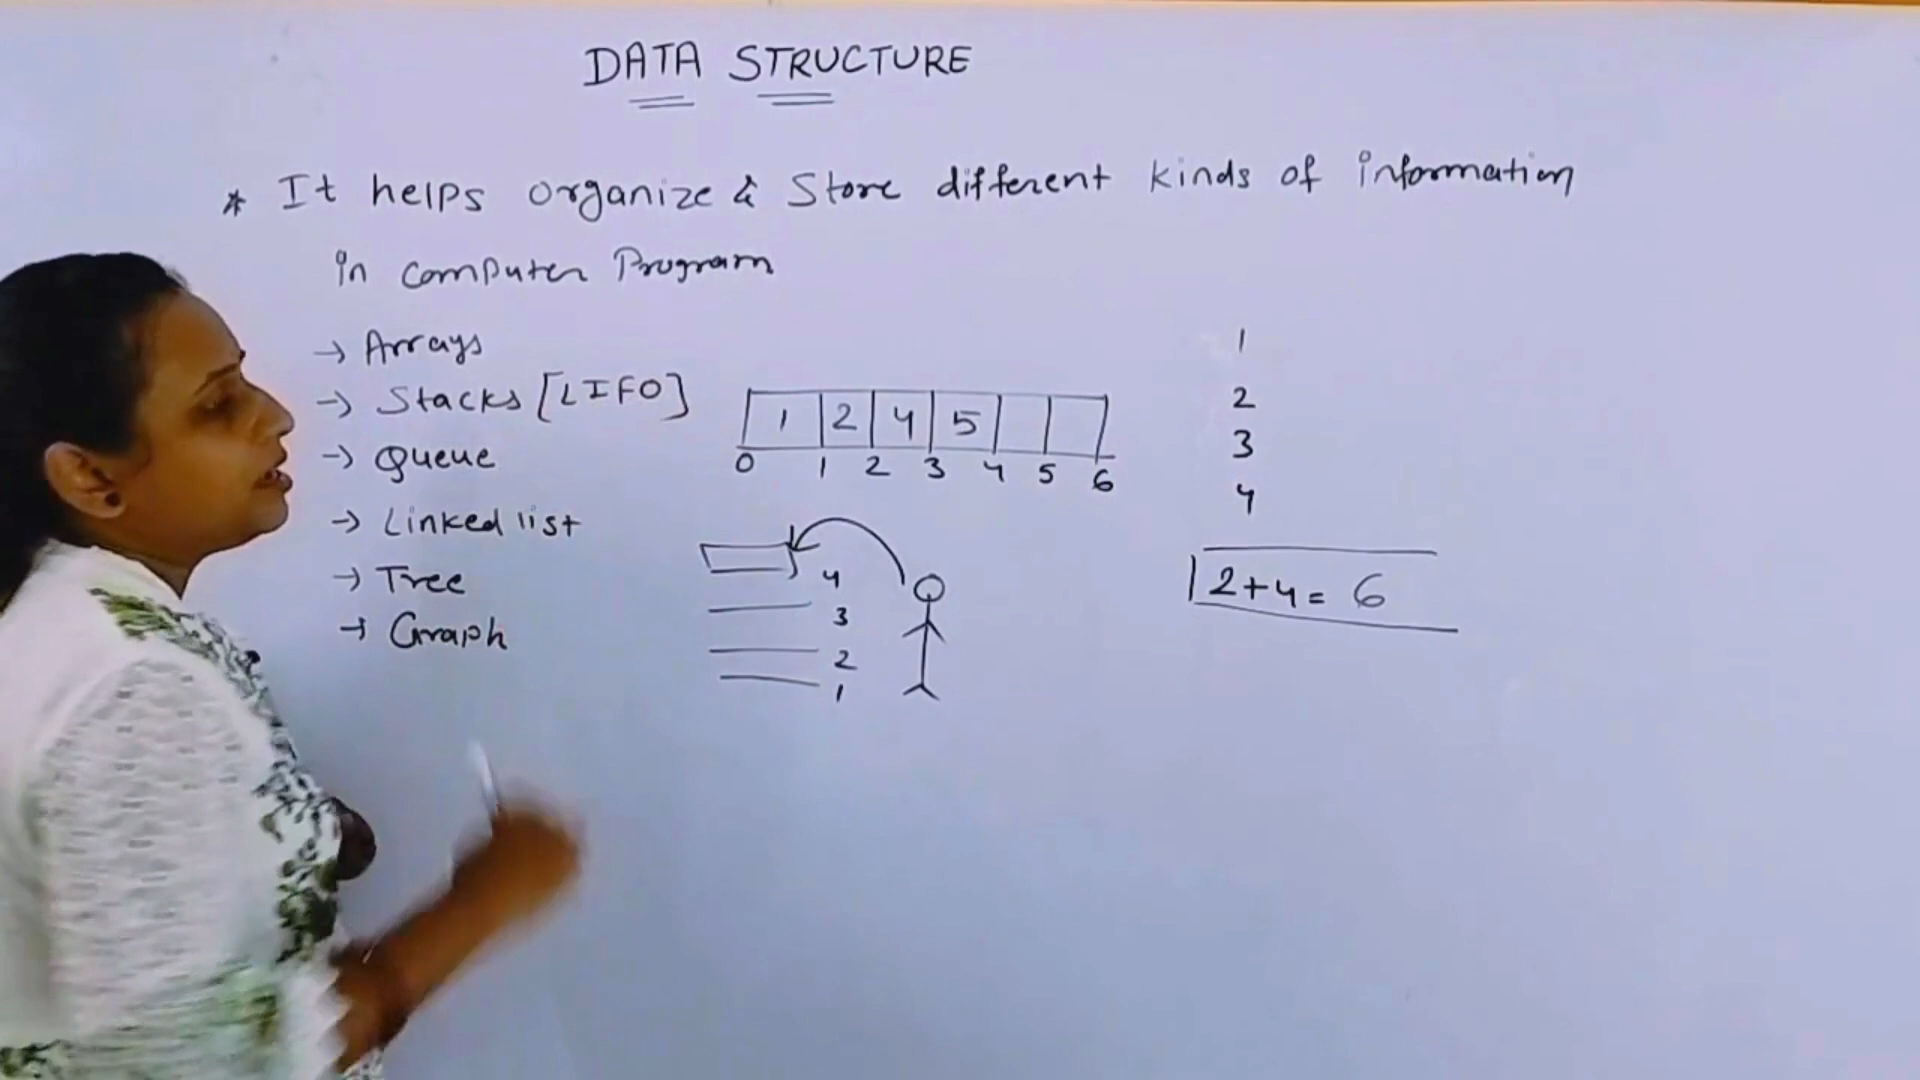 DATA STRUCTURE
* It helps organize & Store different kinds of information
in computer Program
→ Arrays
→ Stacks [LIFO]
→ Queue
→ Linked list
→ Tree
→ Graph
1 2 4 5
0 1 2 3 4 5 6
4
3
2
1
1
2
3
4
2+4= 6